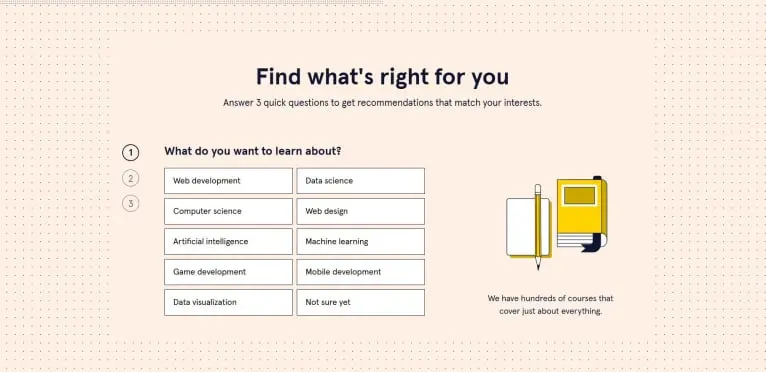 Find what's right for you
Answer 3 quick questions to get recommendations that match your interests.
1
What do you want to learn about?
2
3
Web development
Data science
Computer science
Web design
Artificial intelligence
Machine learning
Game development
Mobile development
Data visualization
Not sure yet
We have hundreds of courses that
cover just about everything.